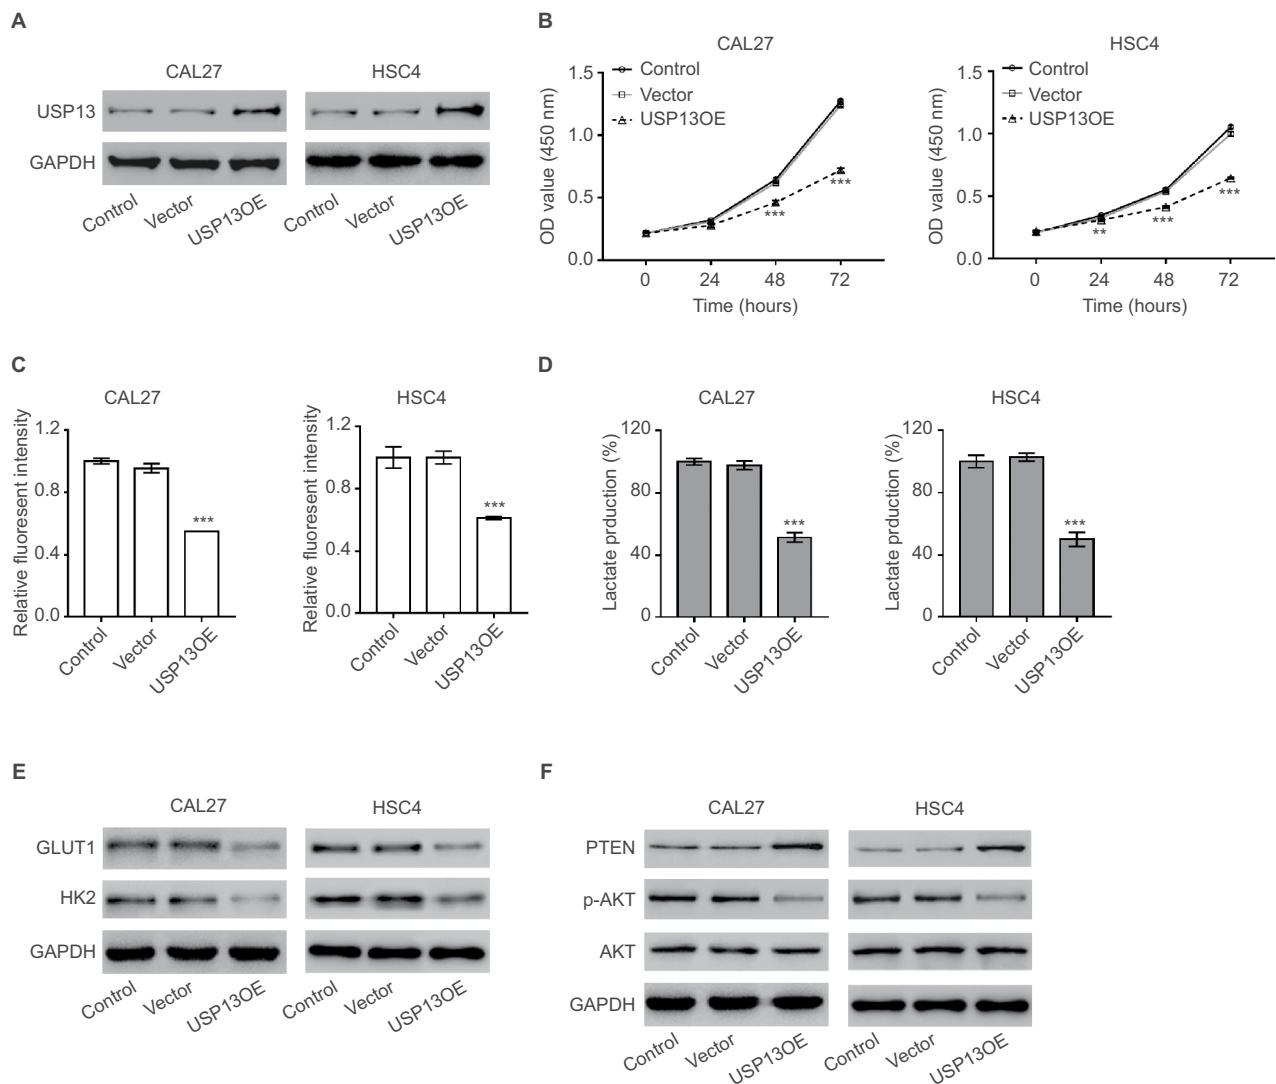 A
CAL27 HSC4
USP13
GAPDH
Control Vector USP13OE Control Vector USP13OE
B
CAL27
Control
Vector
USP13OE
OD value (450 nm)
1.5
1.0
0.5
0.0
***
***
0 24 48 72
Time (hours)
HSC4
Control
Vector
USP13OE
OD value (450 nm)
1.5
1.0
0.5
0.0
**
***
***
0 24 48 72
Time (hours)
C
CAL27
Relative fluoresent intensity
1.2
0.8
0.4
0.0
***
Control Vector USP13OE
HSC4
Relative fluoresent intensity
1.2
0.8
0.4
0.0
***
Control Vector USP13OE
D
CAL27
Lactate prduction (%)
120
80
40
0
***
Control Vector USP13OE
HSC4
Lactate prduction (%)
120
80
40
0
***
Control Vector USP13OE
E
CAL27 HSC4
GLUT1
HK2
GAPDH
Control Vector USP13OE Control Vector USP13OE
F
CAL27 HSC4
PTEN
p-AKT
AKT
GAPDH
Control Vector USP13OE Control Vector USP13OE